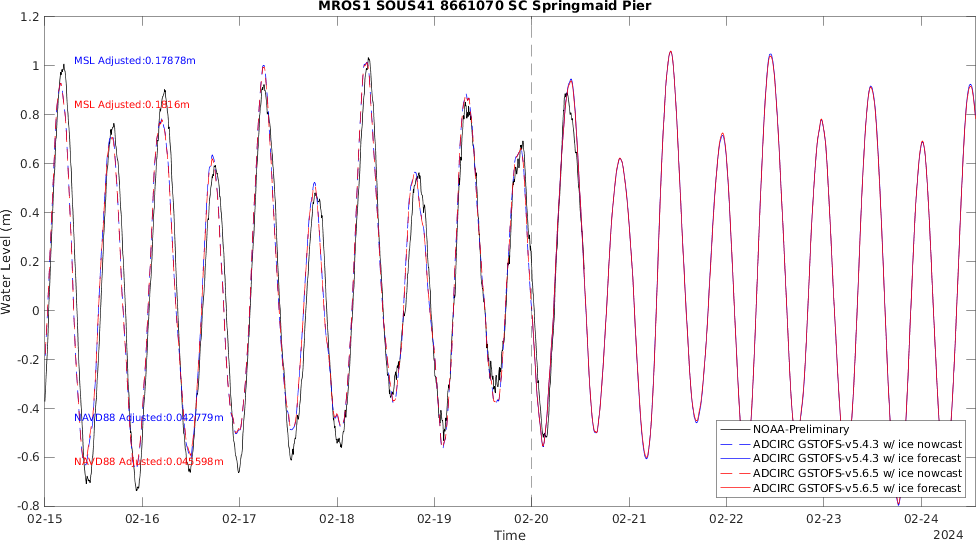 MROS1 SOUS41 8661070 SC Springmaid Pier
1.2
1
0.8
0.6
0.4
0.2
0
-0.2
-0.4
-0.6
-0.8
Water Level (m)
MSL Adjusted:0.17878m
MSL Adjusted:0.1816m
NAVD88 Adjusted:0.042779m
NAVD88 Adjusted:0.045598m
NOAA-Preliminary
ADCIRC GSTOFS-v5.4.3 w/ ice nowcast
ADCIRC GSTOFS-v5.4.3 w/ ice forecast
ADCIRC GSTOFS-v5.6.5 w/ ice nowcast
ADCIRC GSTOFS-v5.6.5 w/ ice forecast
02-15 02-16 02-17 02-18 02-19 02-20 02-21 02-22 02-23 02-24
Time
2024